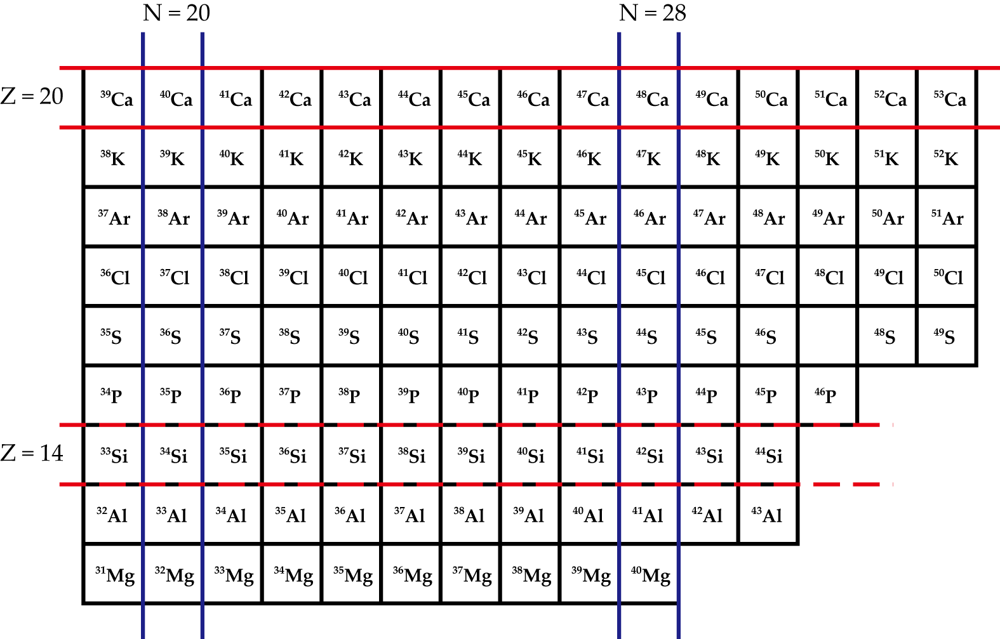 N = 20 N = 28
Z = 20 ³⁹Ca ⁴⁰Ca ⁴¹Ca ⁴²Ca ⁴³Ca ⁴⁴Ca ⁴⁵Ca ⁴⁶Ca ⁴⁷Ca ⁴⁸Ca ⁴⁹Ca ⁵⁰Ca ⁵¹Ca ⁵²Ca ⁵³Ca
³⁸K ³⁹K ⁴⁰K ⁴¹K ⁴²K ⁴³K ⁴⁴K ⁴⁵K ⁴⁶K ⁴⁷K ⁴⁸K ⁴⁹K ⁵⁰K ⁵¹K ⁵²K
³⁷Ar ³⁸Ar ³⁹Ar ⁴⁰Ar ⁴¹Ar ⁴²Ar ⁴³Ar ⁴⁴Ar ⁴⁵Ar ⁴⁶Ar ⁴⁷Ar ⁴⁸Ar ⁴⁹Ar ⁵⁰Ar ⁵¹Ar
³⁶Cl ³⁷Cl ³⁸Cl ³⁹Cl ⁴⁰Cl ⁴¹Cl ⁴²Cl ⁴³Cl ⁴⁴Cl ⁴⁵Cl ⁴⁶Cl ⁴⁷Cl ⁴⁸Cl ⁴⁹Cl ⁵⁰Cl
³⁵S ³⁶S ³⁷S ³⁸S ³⁹S ⁴⁰S ⁴¹S ⁴²S ⁴³S ⁴⁴S ⁴⁵S ⁴⁶S ⁴⁸S ⁴⁹S
³⁴P ³⁵P ³⁶P ³⁷P ³⁸P ³⁹P ⁴⁰P ⁴¹P ⁴²P ⁴³P ⁴⁴P ⁴⁵P ⁴⁶P
Z = 14 ³³Si ³⁴Si ³⁵Si ³⁶Si ³⁷Si ³⁸Si ³⁹Si ⁴⁰Si ⁴¹Si ⁴²Si ⁴³Si ⁴⁴Si
³²Al ³³Al ³⁴Al ³⁵Al ³⁶Al ³⁷Al ³⁸Al ³⁹Al ⁴⁰Al ⁴¹Al ⁴²Al ⁴³Al
³¹Mg ³²Mg ³³Mg ³⁴Mg ³⁵Mg ³⁶Mg ³⁷Mg ³⁸Mg ³⁹Mg ⁴⁰Mg